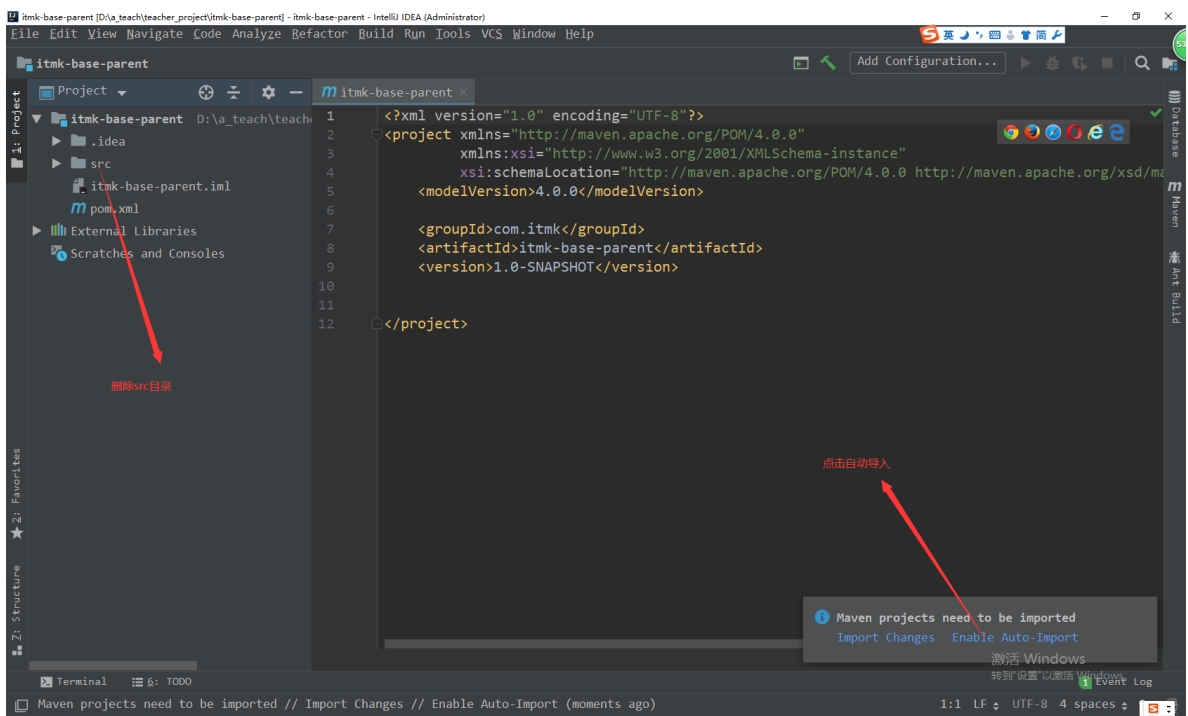 itmk-base-parent [D:\a_teach\teacher_project\itmk-base-parent] - itmk-base-parent - IntelliJ IDEA (Administrator)
File Edit View Navigate Code Analyze Refactor Build Run Tools VCS Window Help
英 简
53
itmk-base-parent
Add Configuration...
Project
itmk-base-parent
1: Project
itmk-base-parent D:\a_teach\teach
.idea
src
itmk-base-parent.iml
pom.xml
External Libraries
Scratches and Consoles
1 <?xml version="1.0" encoding="UTF-8"?>
2 <project xmlns="http://maven.apache.org/POM/4.0.0"
3 xmlns:xsi="http://www.w3.org/2001/XMLSchema-instance"
4 xsi:schemaLocation="http://maven.apache.org/POM/4.0.0 http://maven.apache.org/xsd/ma
5 <modelVersion>4.0.0</modelVersion>
6
7 <groupId>com.itmk</groupId>
8 <artifactId>itmk-base-parent</artifactId>
9 <version>1.0-SNAPSHOT</version>
10
11
12 </project>
Database
Maven
Ant Build
删除src目录
点击自动导入
2: Favorites
Z: Structure
Maven projects need to be imported
Import Changes Enable Auto-Import
激活 Windows
转到"设置"以激活 Windows。
Terminal 6: TODO
1 Event Log
Maven projects need to be imported // Import Changes // Enable Auto-Import (moments ago)
1:1 LF UTF-8 4 spaces